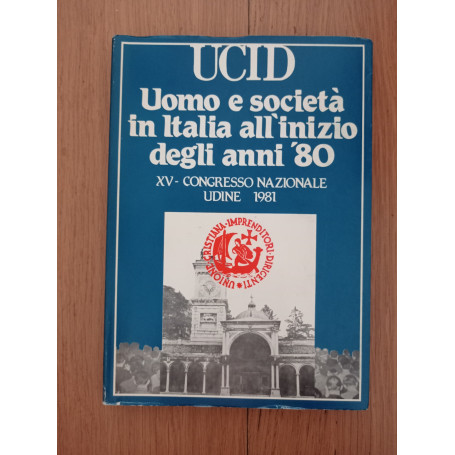 UCID
Uomo e società
in Italia all'inizio
degli anni '80
XV - CONGRESSO NAZIONALE
UDINE 1981
UNIONE·CRISTIANA·IMPRENDITORI·DIRIGENTI